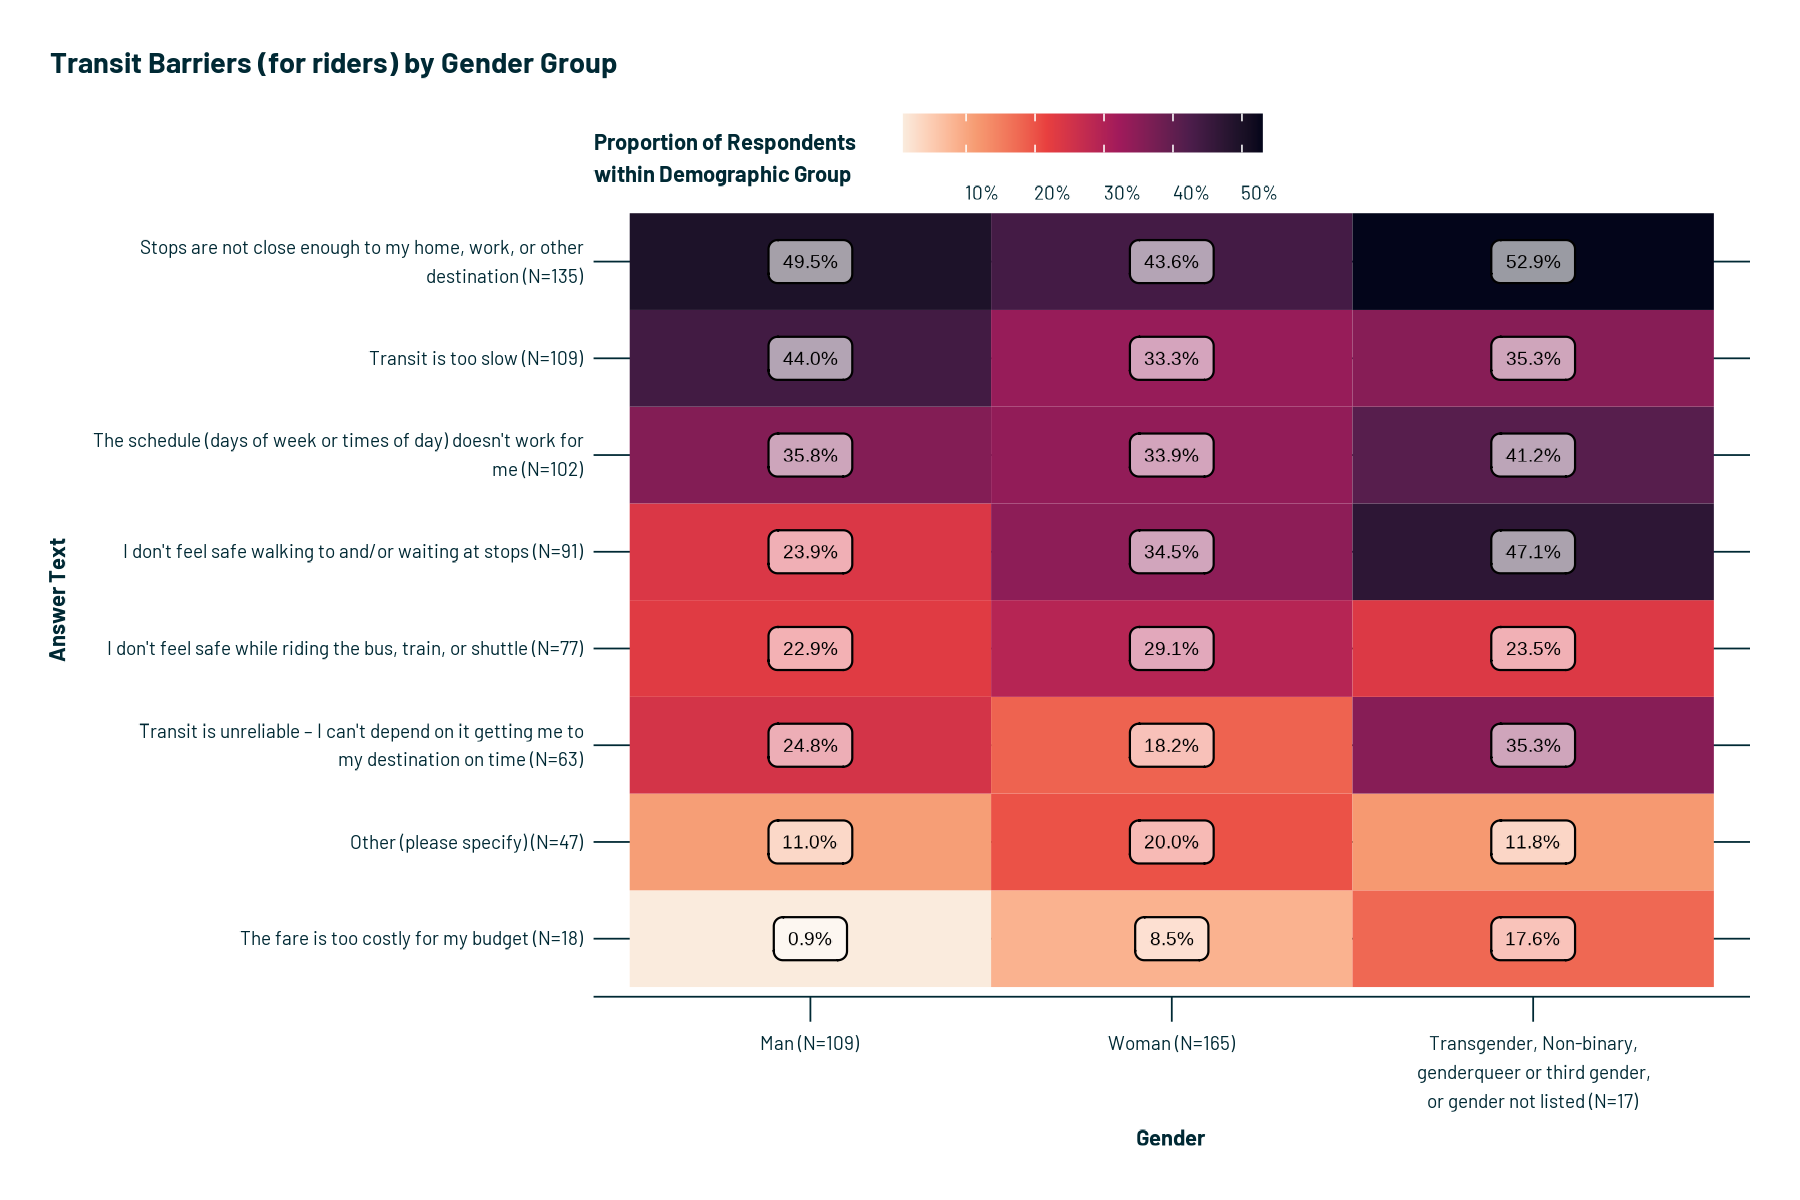 Transit Barriers (for riders) by Gender Group
Proportion of Respondents
within Demographic Group
10% 20% 30% 40% 50%
Answer Text
Stops are not close enough to my home, work, or other
destination (N=135)
49.5% 43.6% 52.9%
Transit is too slow (N=109)
44.0% 33.3% 35.3%
The schedule (days of week or times of day) doesn't work for
me (N=102)
35.8% 33.9% 41.2%
I don't feel safe walking to and/or waiting at stops (N=91)
23.9% 34.5% 47.1%
I don't feel safe while riding the bus, train, or shuttle (N=77)
22.9% 29.1% 23.5%
Transit is unreliable – I can't depend on it getting me to
my destination on time (N=63)
24.8% 18.2% 35.3%
Other (please specify) (N=47)
11.0% 20.0% 11.8%
The fare is too costly for my budget (N=18)
0.9% 8.5% 17.6%
Man (N=109)
Woman (N=165)
Transgender, Non-binary,
genderqueer or third gender,
or gender not listed (N=17)
Gender